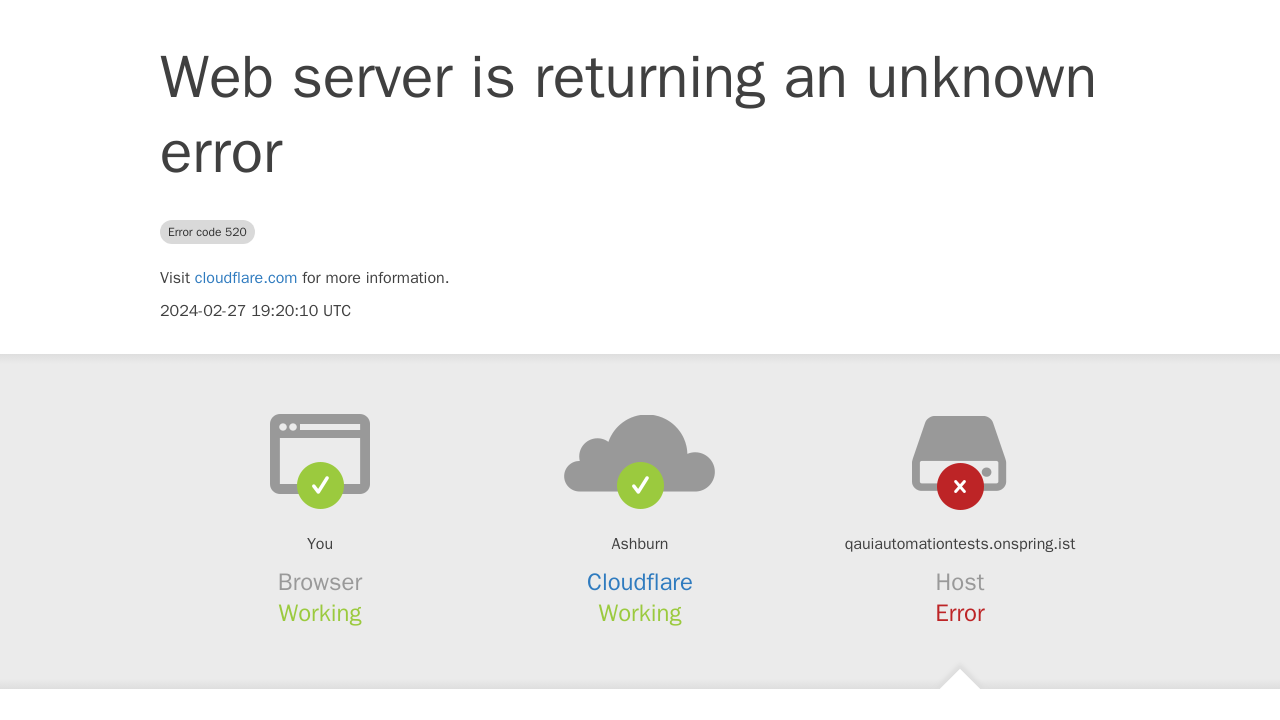 Web server is returning an unknown
error
Error code 520
Visit cloudflare.com for more information.
2024-02-27 19:20:10 UTC
You
Browser
Working
Ashburn
Cloudflare
Working
qauiautomationtests.onspring.ist
Host
Error